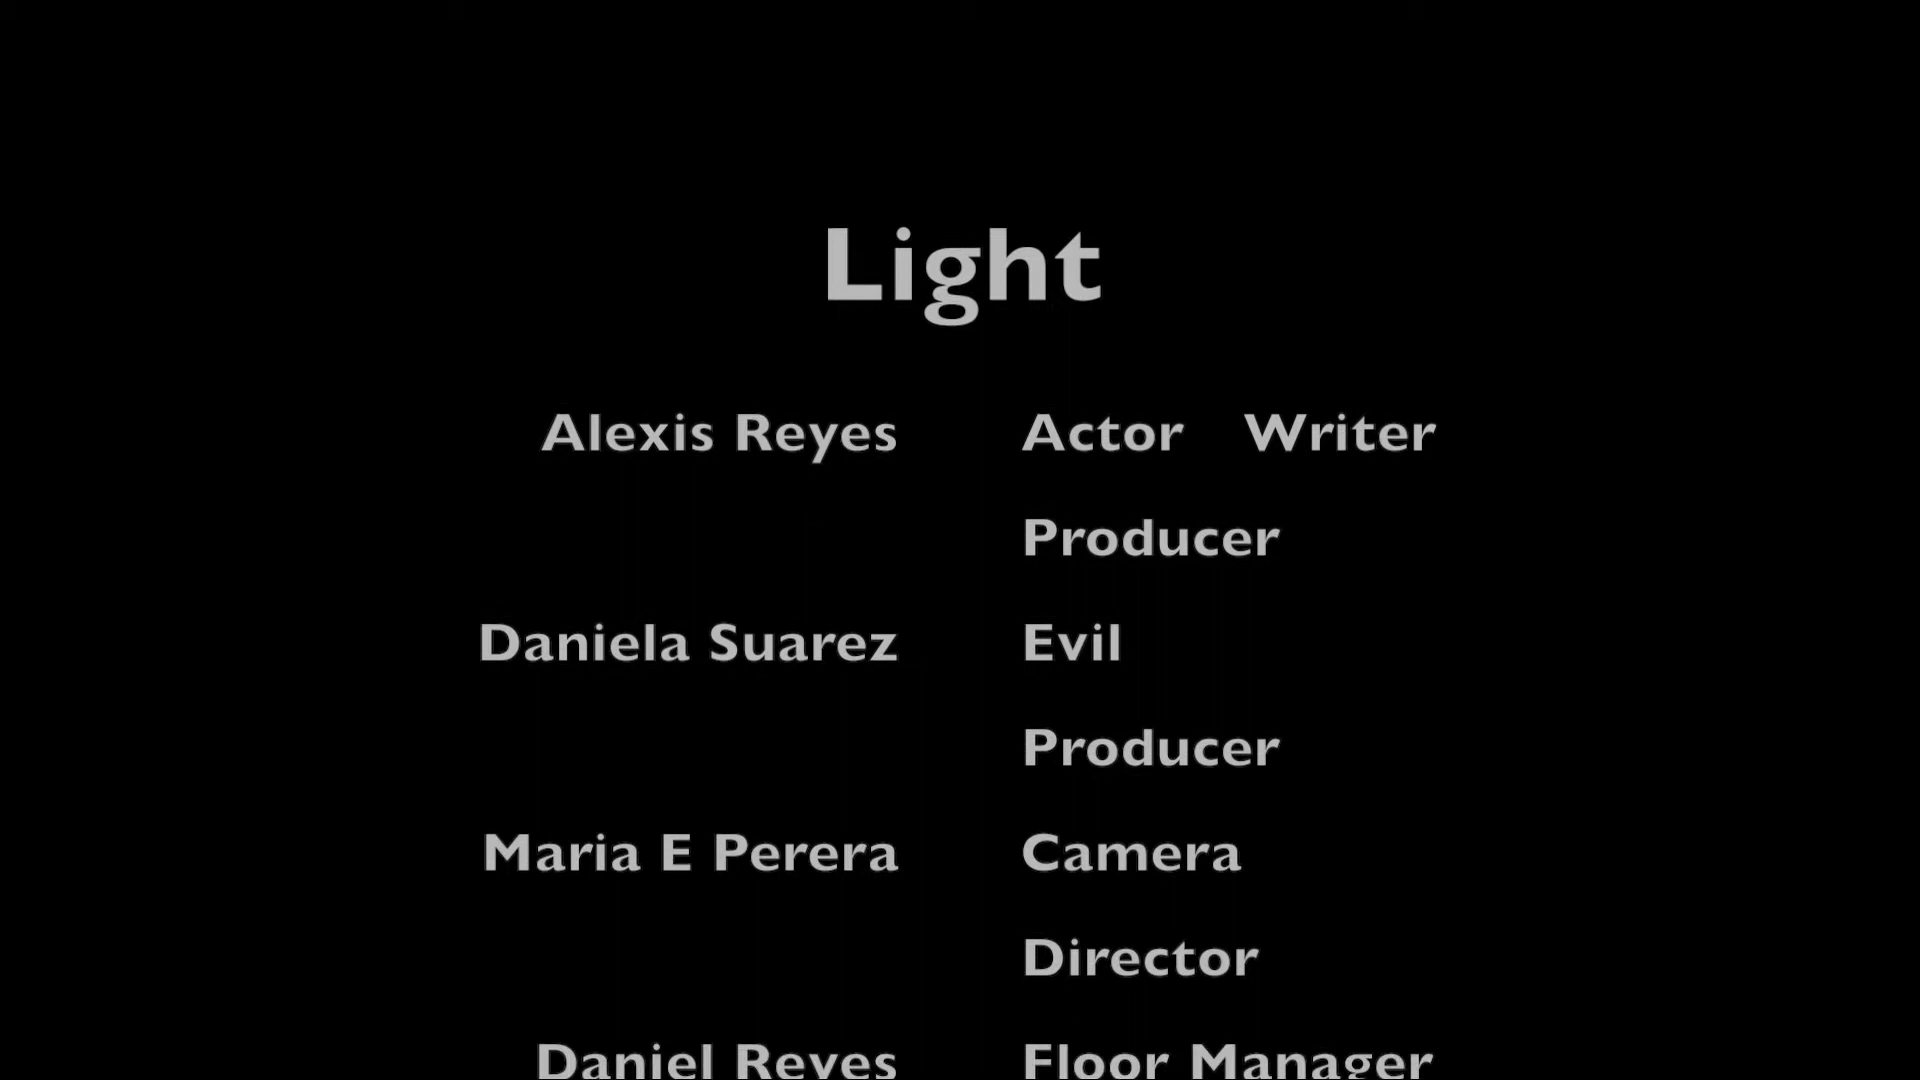 Light
Alexis Reyes Actor Writer
Producer
Daniela Suarez Evil
Producer
Maria E Perera Camera
Director
Daniel Reyes Floor Manager